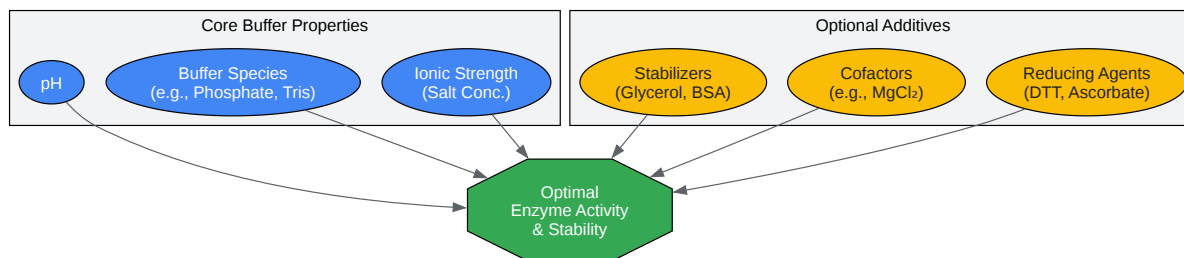 Core Buffer Properties
Optional Additives
pH
Buffer Species
(e.g., Phosphate, Tris)
Ionic Strength
(Salt Conc.)
Stabilizers
(Glycerol, BSA)
Cofactors
(e.g., MgCl₂)
Reducing Agents
(DTT, Ascorbate)
Optimal
Enzyme Activity
& Stability